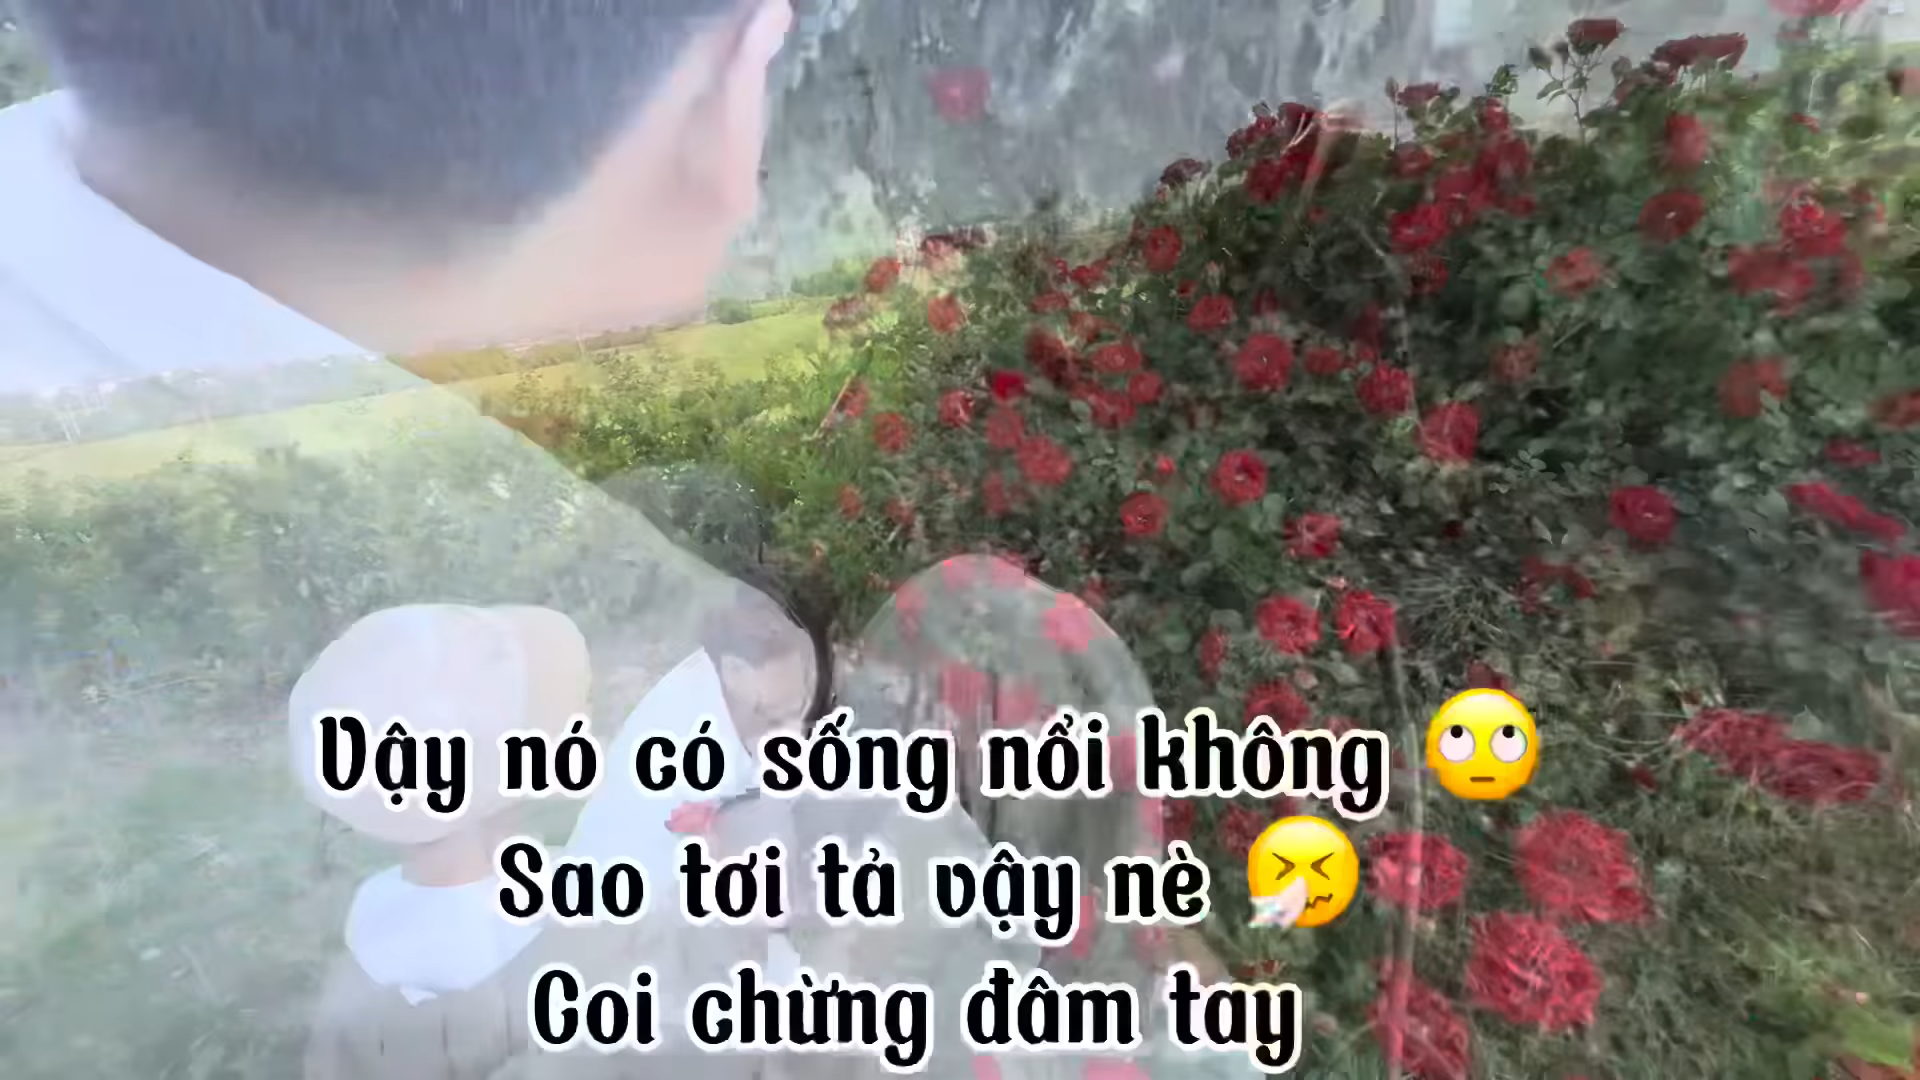 Vậy nó có sống nổi không 🙄
Sao tơi tả vậy nè 🤧
Coi chừng đâm tay